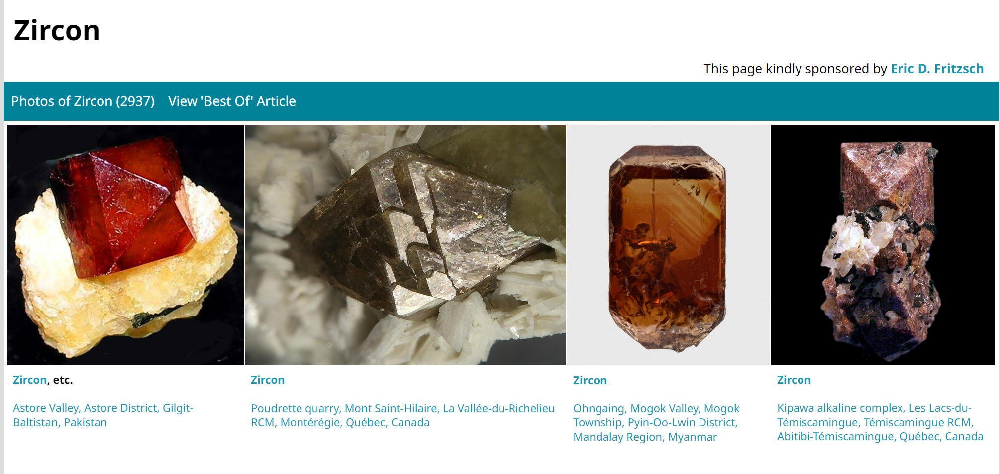 Zircon
This page kindly sponsored by Eric D. Fritzsch
Photos of Zircon (2937) View 'Best Of' Article
Zircon, etc.
Astore Valley, Astore District, Gilgit-
Baltistan, Pakistan
Zircon
Poudrette quarry, Mont Saint-Hilaire, La Vallée-du-Richelieu
RCM, Montérégie, Québec, Canada
Zircon
Ohngaing, Mogok Valley, Mogok
Township, Pyin-Oo-Lwin District,
Mandalay Region, Myanmar
Zircon
Kipawa alkaline complex, Les Lacs-du-
Témiscamingue, Témiscamingue RCM,
Abitibi-Témiscamingue, Québec, Canada